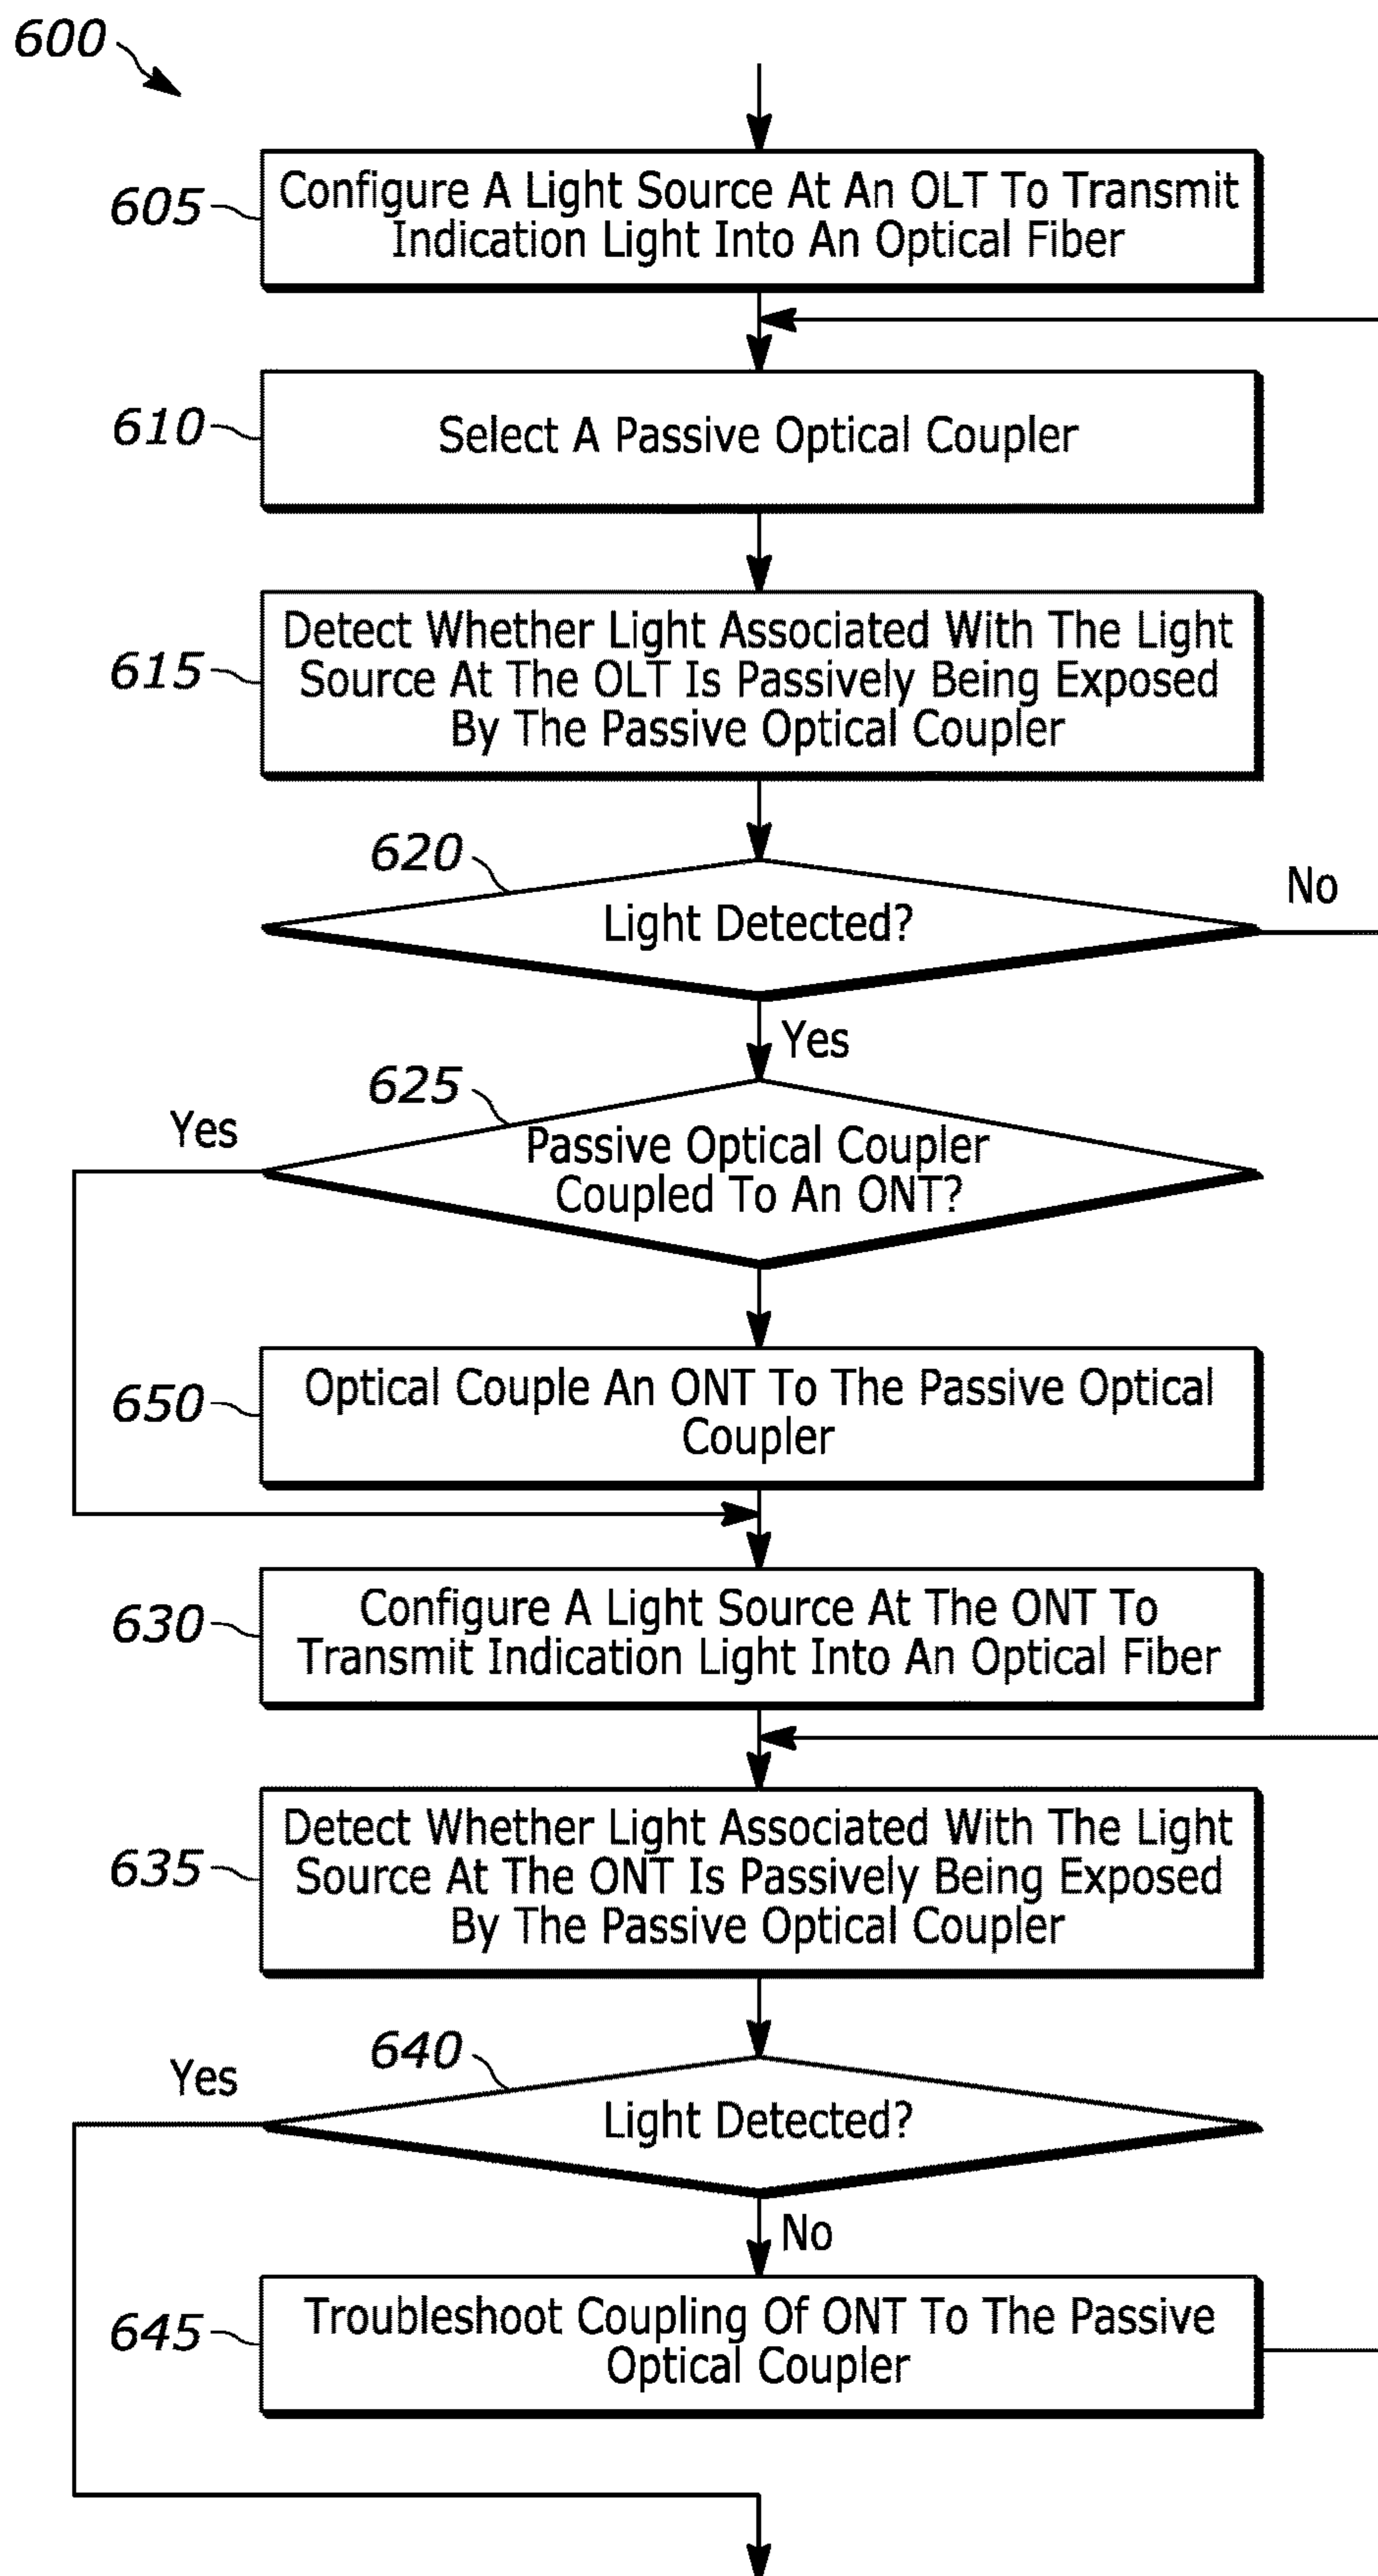 600
605
Configure A Light Source At An OLT To Transmit
Indication Light Into An Optical Fiber
610
Select A Passive Optical Coupler
615
Detect Whether Light Associated With The Light
Source At The OLT Is Passively Being Exposed
By The Passive Optical Coupler
620
Light Detected?
No
Yes
625
Yes
Passive Optical Coupler
Coupled To An ONT?
650
Optical Couple An ONT To The Passive Optical
Coupler
630
Configure A Light Source At The ONT To
Transmit Indication Light Into An Optical Fiber
635
Detect Whether Light Associated With The Light
Source At The ONT Is Passively Being Exposed
By The Passive Optical Coupler
640
Yes
Light Detected?
No
645
Troubleshoot Coupling Of ONT To The Passive
Optical Coupler